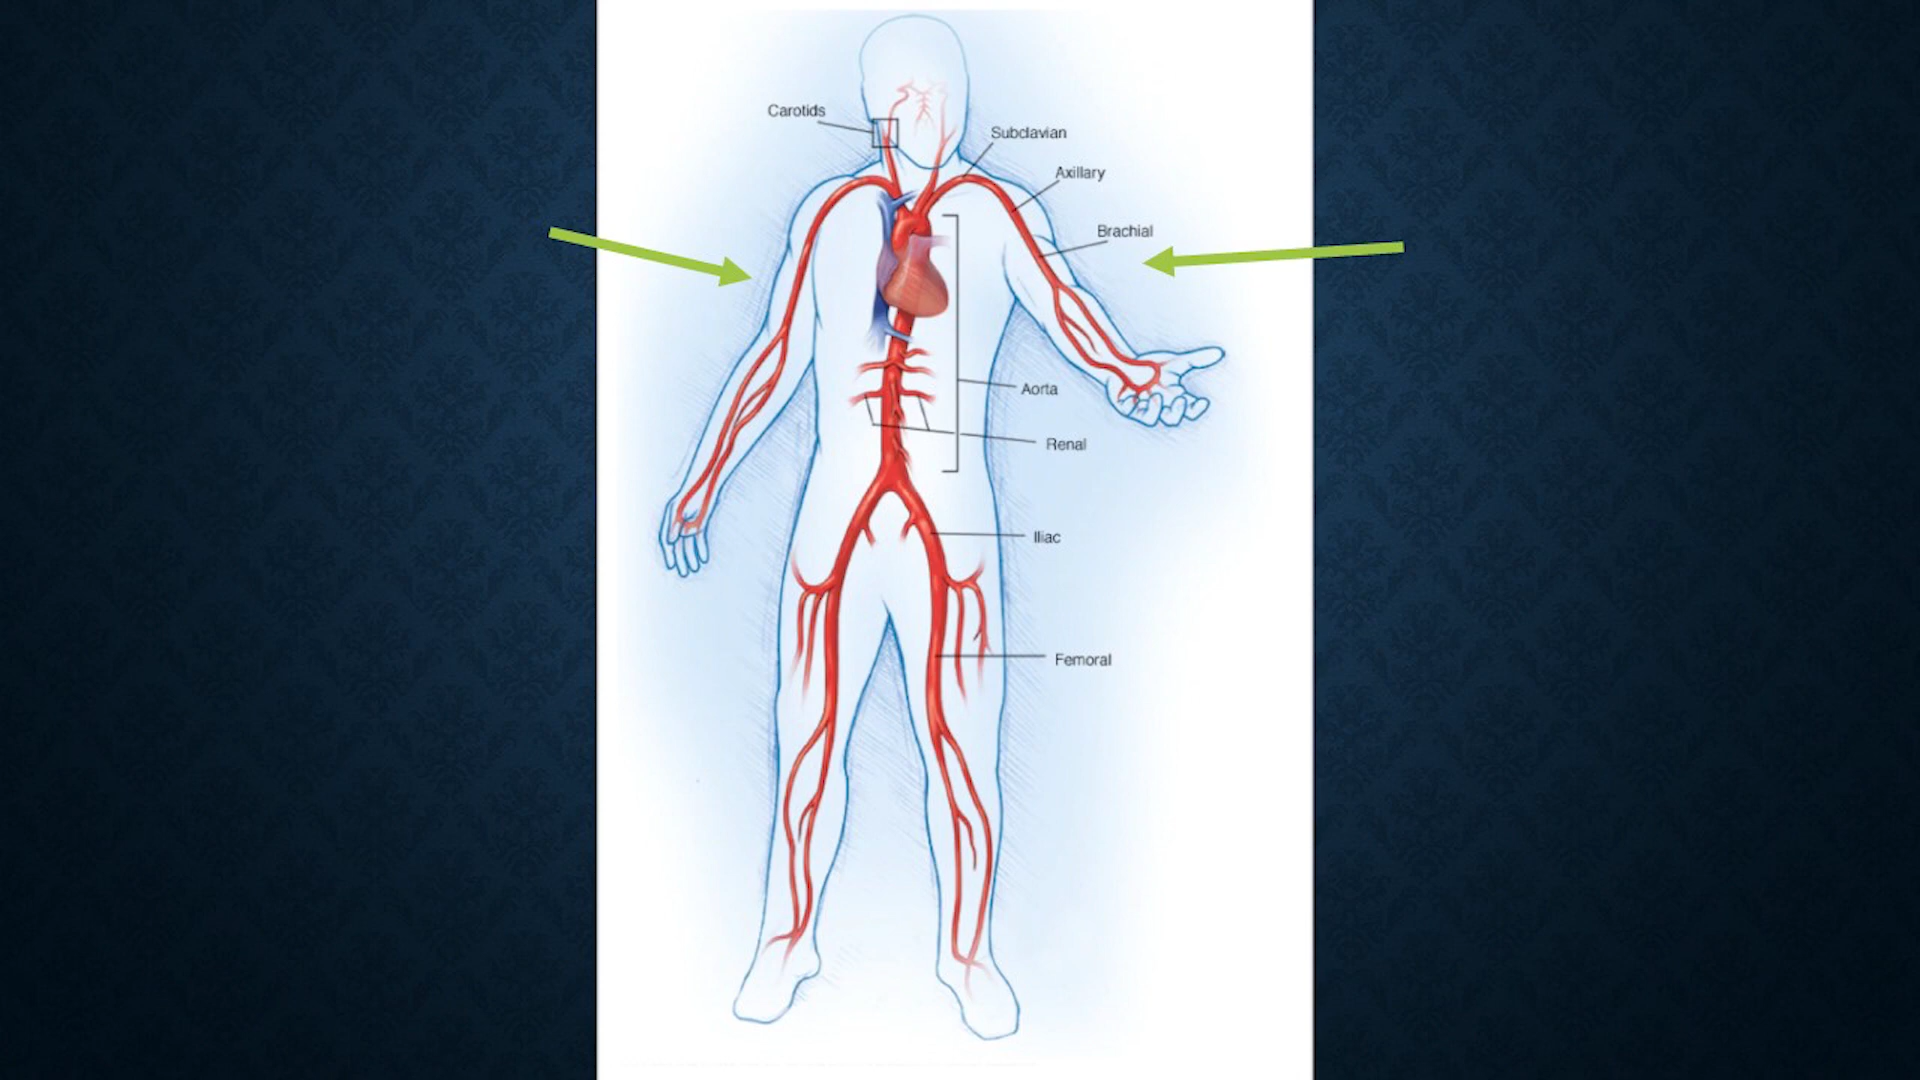 Carotids
Subclavian
Axillary
Brachial
Aorta
Renal
Iliac
Femoral